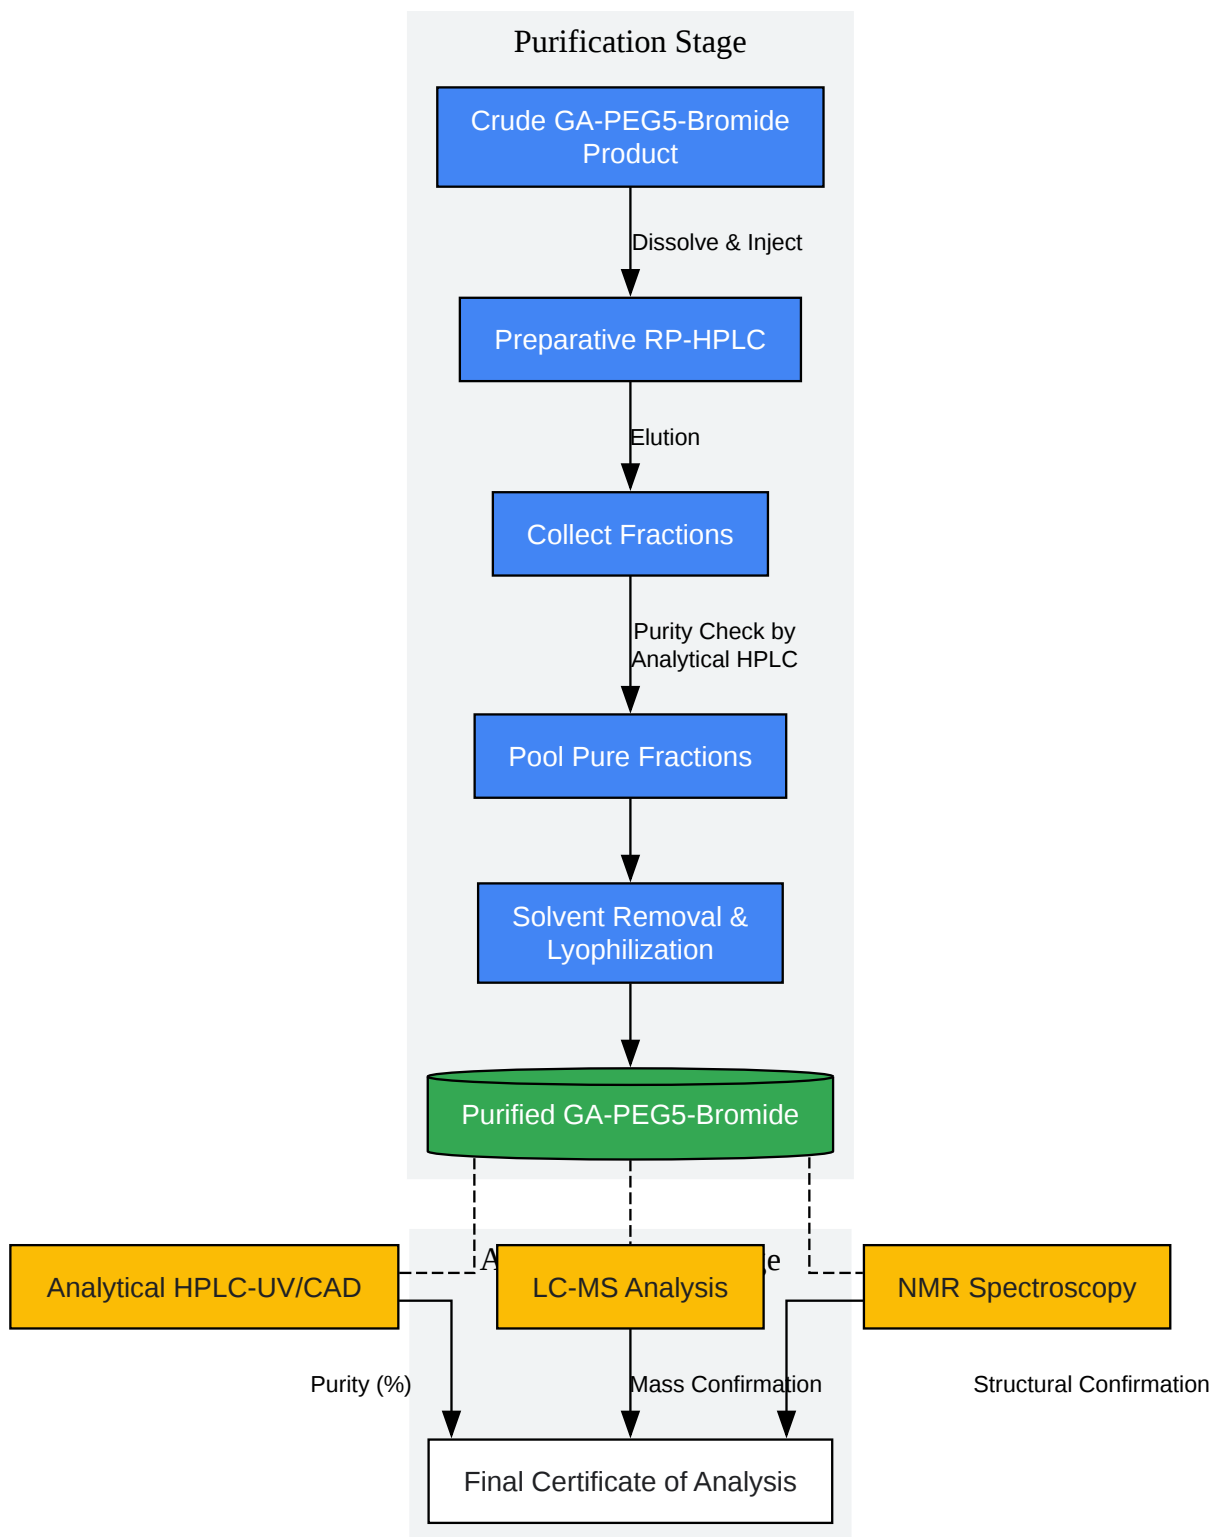 Purification Stage
Crude GA-PEG5-Bromide
Product
Dissolve & Inject
Preparative RP-HPLC
Elution
Collect Fractions
Purity Check by
Analytical HPLC
Pool Pure Fractions
Solvent Removal &
Lyophilization
Purified GA-PEG5-Bromide
Analytical HPLC-UV/CAD
LC-MS Analysis
NMR Spectroscopy
Purity (%)
Mass Confirmation
Structural Confirmation
Final Certificate of Analysis